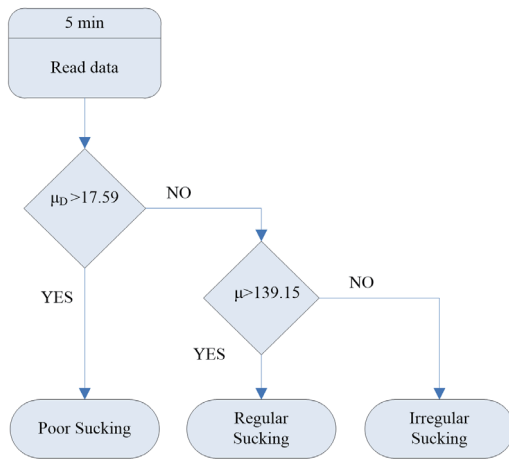 5 min
Read data
μD >17.59
NO
YES
μ>139.15
NO
YES
Poor Sucking
Regular
Sucking
Irregular
Sucking